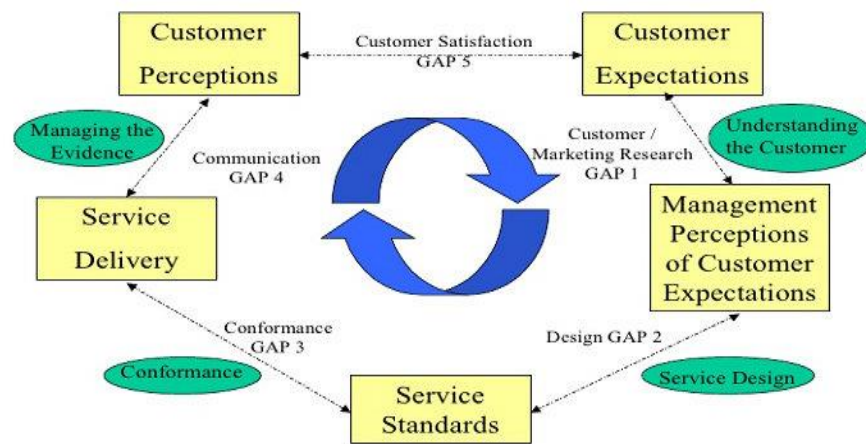 Customer
Perceptions
Customer Satisfaction
GAP 5
Customer
Expectations
Managing the
Evidence
Communication
GAP 4
Customer /
Marketing Research
GAP 1
Understanding
the Customer
Service
Delivery
Management
Perceptions
of Customer
Expectations
Conformance
GAP 3
Design GAP 2
Conformance
Service Design
Service
Standards